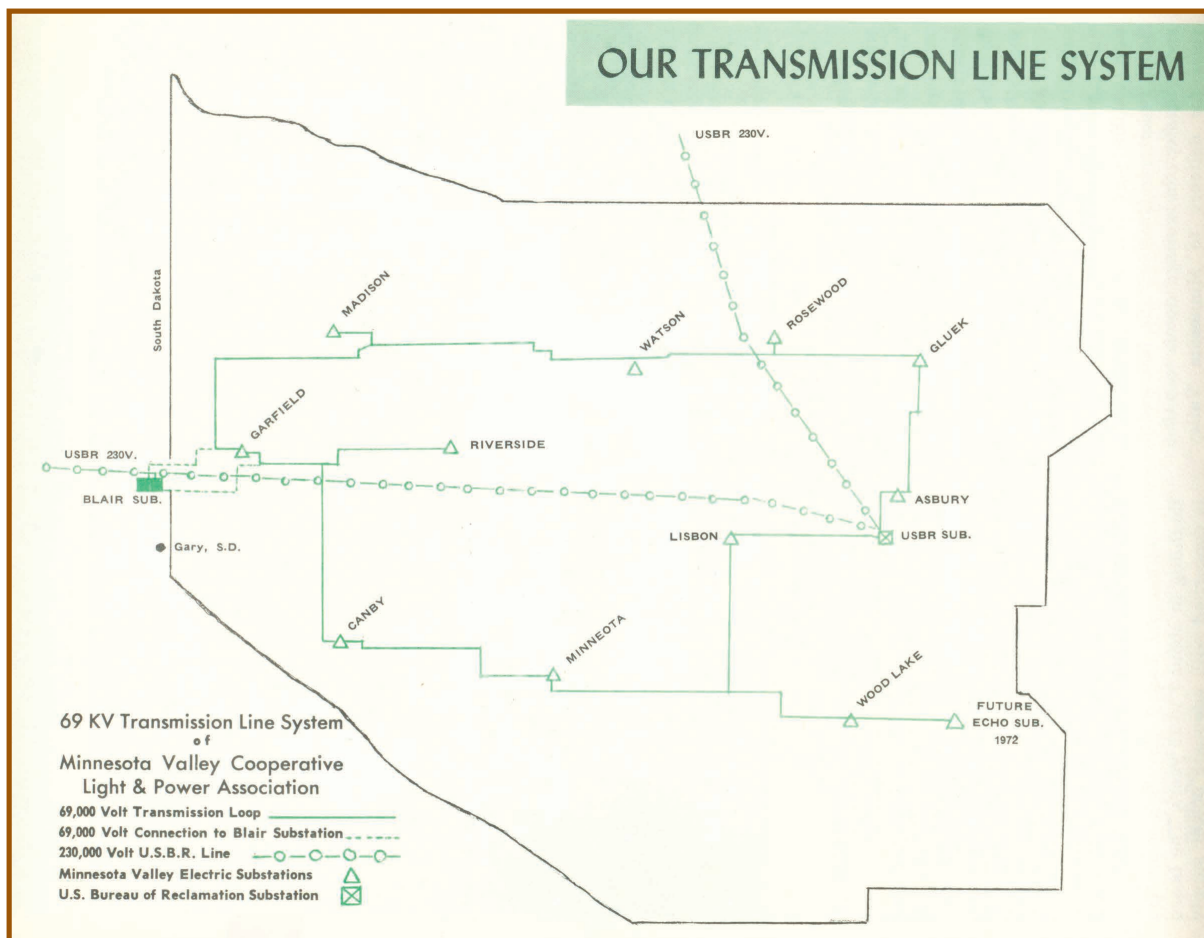 OUR TRANSMISSION LINE SYSTEM
USBR 230V.
South Dakota
MADISON
WATSON
ROSEWOOD
GLUEK
GARFIELD
RIVERSIDE
USBR 230V.
BLAIR SUB.
ASBURY
LISBON
USBR SUB.
Gary, S.D.
CANBY
MINNEOTA
WOOD LAKE
FUTURE
ECHO SUB.
1972
69 KV Transmission Line System
of
Minnesota Valley Cooperative
Light & Power Association
69,000 Volt Transmission Loop
69,000 Volt Connection to Blair Substation
230,000 Volt U.S.B.R. Line
Minnesota Valley Electric Substations
U.S. Bureau of Reclamation Substation